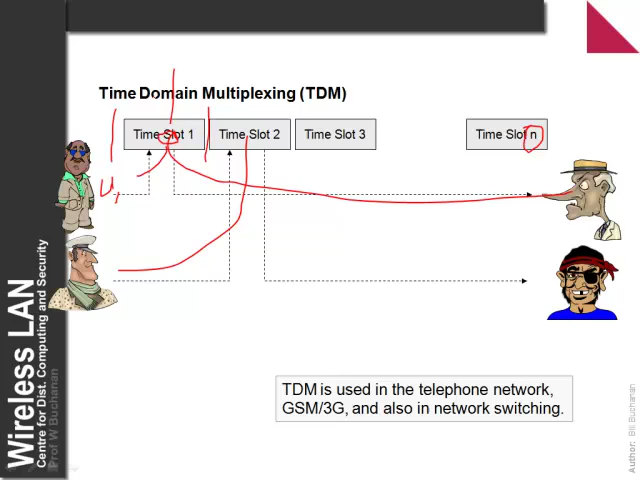 Time Domain Multiplexing (TDM)
Time Slot 1
Time Slot 2
Time Slot 3
Time Slot n
TDM is used in the telephone network,
GSM/3G, and also in network switching.
Wireless LAN
Centre for Dist. Computing and Security
Prof W Buchanan
Author: Bill Buchanan